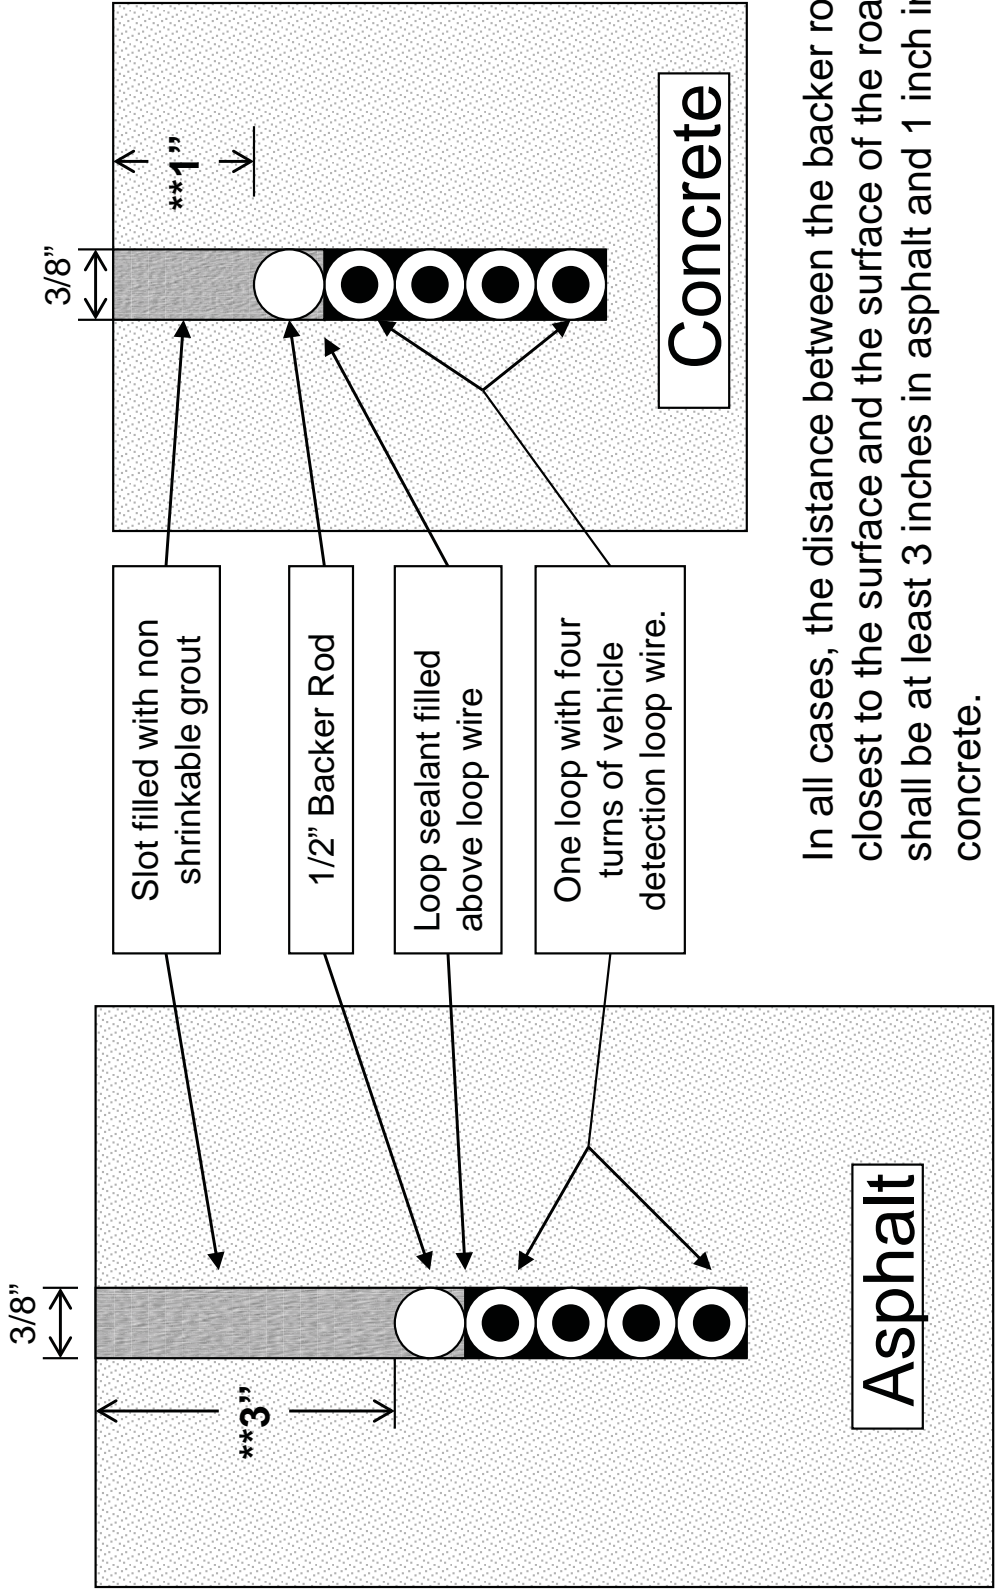 3/8”
**3”
Asphalt
Slot filled with non
shrinkable grout
1/2” Backer Rod
Loop sealant filled
above loop wire
One loop with four
turns of vehicle
detection loop wire.
3/8”
**1”
Concrete
In all cases, the distance between the backer ro
closest to the surface and the surface of the roa
shall be at least 3 inches in asphalt and 1 inch in
concrete.